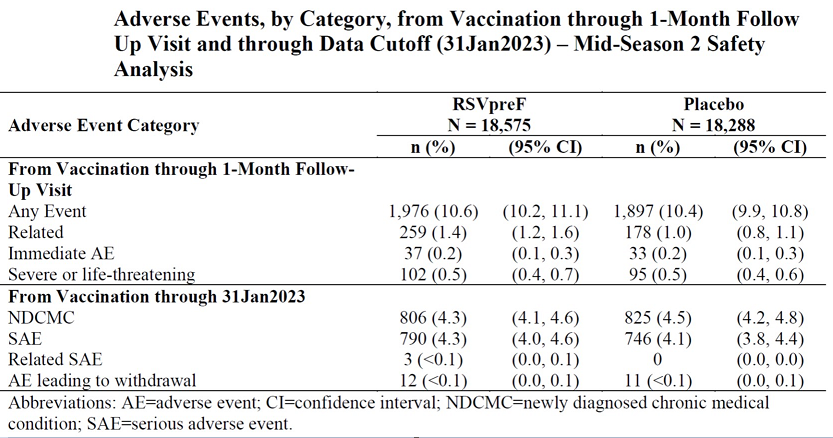 Adverse Events, by Category, from Vaccination through 1-Month Follow
Up Visit and through Data Cutoff (31Jan2023) – Mid-Season 2 Safety
Analysis
RSVpreF Placebo
Adverse Event Category N = 18,575 N = 18,288
n (%) (95% CI) n (%) (95% CI)
From Vaccination through 1-Month Follow-
Up Visit
Any Event 1,976 (10.6) (10.2, 11.1) 1,897 (10.4) (9.9, 10.8)
Related 259 (1.4) (1.2, 1.6) 178 (1.0) (0.8, 1.1)
Immediate AE 37 (0.2) (0.1, 0.3) 33 (0.2) (0.1, 0.3)
Severe or life-threatening 102 (0.5) (0.4, 0.7) 95 (0.5) (0.4, 0.6)
From Vaccination through 31Jan2023
NDCMC 806 (4.3) (4.1, 4.6) 825 (4.5) (4.2, 4.8)
SAE 790 (4.3) (4.0, 4.6) 746 (4.1) (3.8, 4.4)
Related SAE 3 (<0.1) (0.0, 0.1) 0 (0.0, 0.0)
AE leading to withdrawal 12 (<0.1) (0.0, 0.1) 11 (<0.1) (0.0, 0.1)
Abbreviations: AE=adverse event; CI=confidence interval; NDCMC=newly diagnosed chronic medical
condition; SAE=serious adverse event.